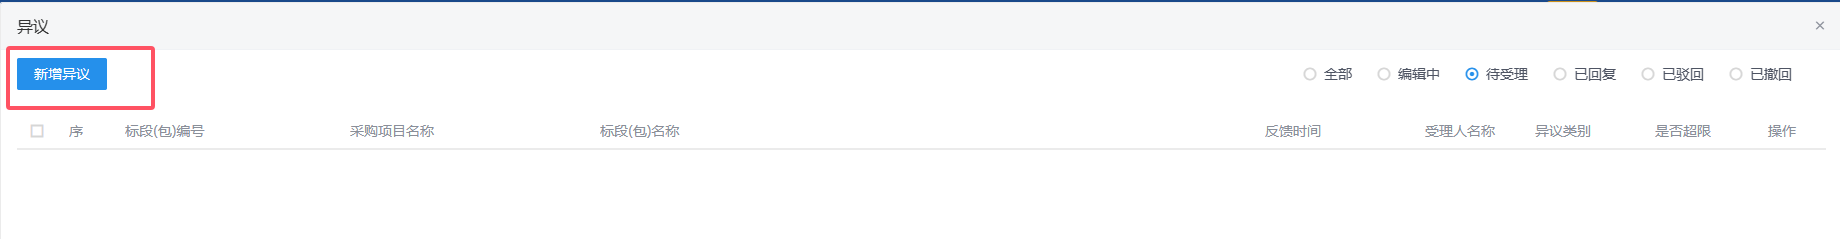 异议
新增异议 全部 编辑中 待受理 已回复 已驳回 已撤回
序 标段(包)编号 采购项目名称 标段(包)名称 反馈时间 受理人名称 异议类别 是否超限 操作